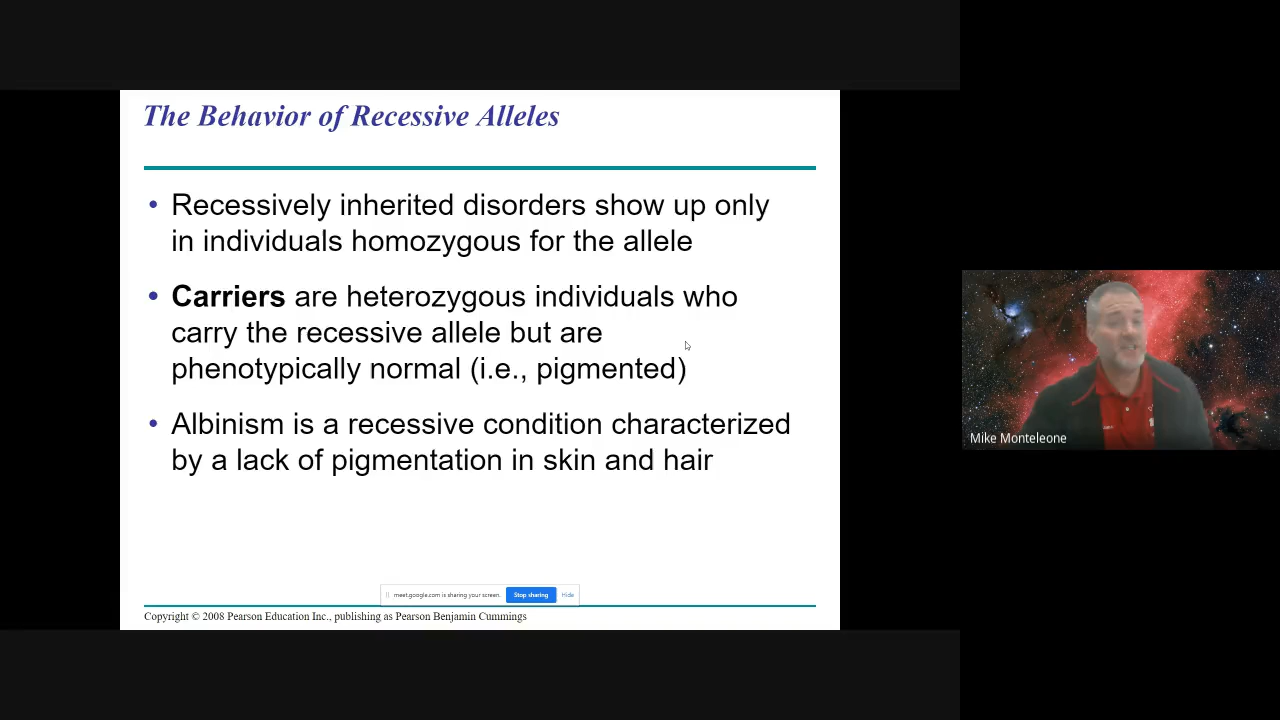 The Behavior of Recessive Alleles
• Recessively inherited disorders show up only
in individuals homozygous for the allele
• Carriers are heterozygous individuals who
carry the recessive allele but are
phenotypically normal (i.e., pigmented)
• Albinism is a recessive condition characterized
by a lack of pigmentation in skin and hair
meet.google.com is sharing your screen. Stop sharing Hide
Copyright © 2008 Pearson Education Inc., publishing as Pearson Benjamin Cummings
Mike Monteleone